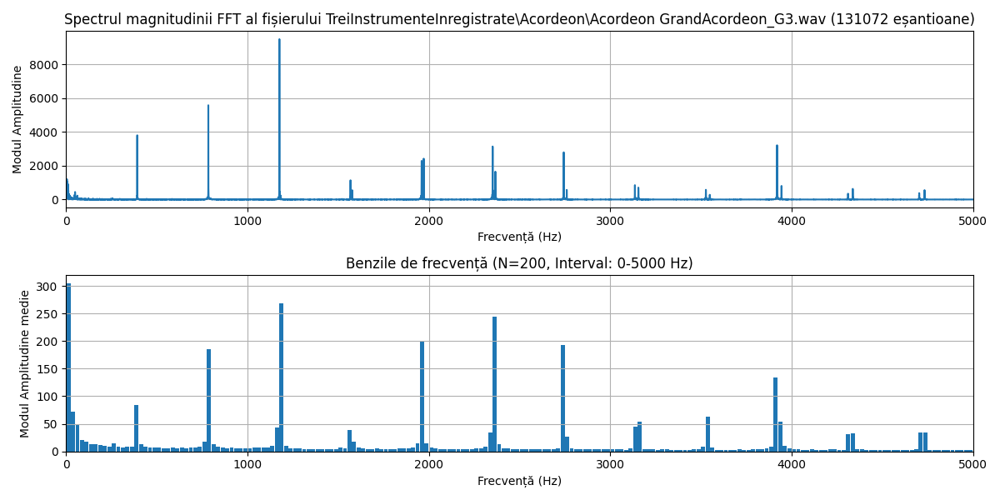 Spectrul magnitudinii FFT al fișierului TreiInstrumenteInregistrate\Acordeon\Acordeon GrandAcordeon_G3.wav (131072 eșantioane)
Modul Amplitudine
8000
6000
4000
2000
0
0 1000 2000 3000 4000 5000
Frecvență (Hz)
Benzile de frecvență (N=200, Interval: 0-5000 Hz)
Modul Amplitudine medie
300
250
200
150
100
50
0
0 1000 2000 3000 4000 5000
Frecvență (Hz)